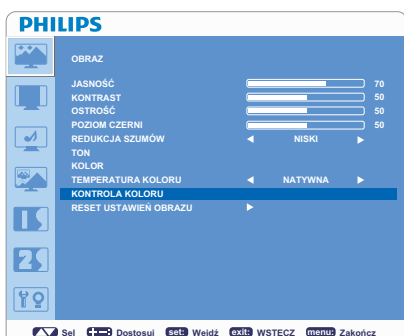 PHILIPS
OBRAZ
JASNOŚĆ 70
KONTRAST 50
OSTROŚĆ 50
POZIOM CZERNI 50
REDUKCJA SZUMÓW NISKI
TON
KOLOR
TEMPERATURA KOLORU NATYWNA
KONTROLA KOLORU
RESET USTAWIEŃ OBRAZU
Sel Dostosuj set: Wejdź exit: WSTECZ menu: Zakończ